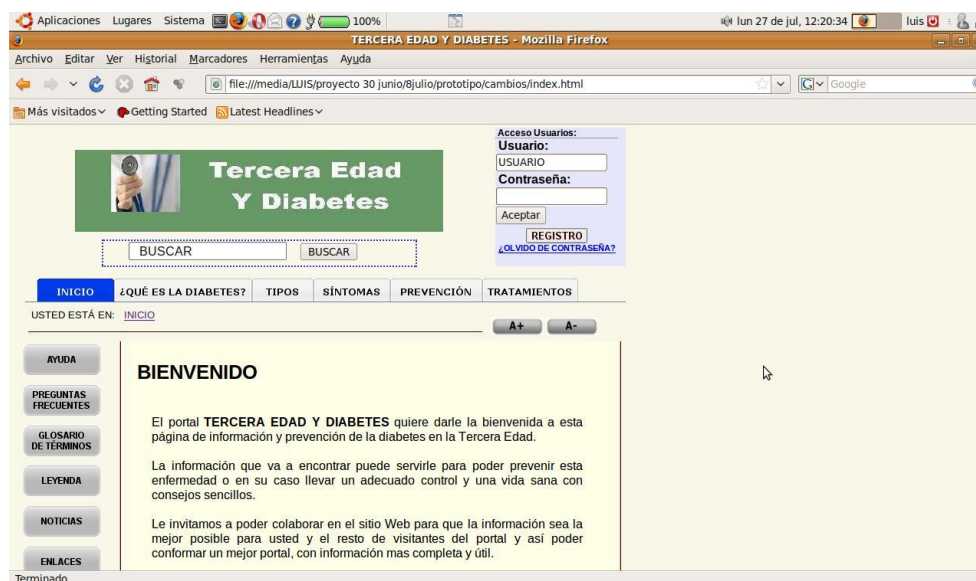 Aplicaciones Lugares Sistema 100% lun 27 de jul, 12:20:34 luis
TERCERA EDAD Y DIABETES - Mozilla Firefox
Archivo Editar Ver Historial Marcadores Herramientas Ayuda
file:///media/LUIS/proyecto 30 junio/8julio/prototipo/cambios/index.html G Google
Más visitados Getting Started Latest Headlines
Acceso Usuarios:
Usuario:
USUARIO
Contraseña:
Aceptar
REGISTRO
¿OLVIDO DE CONTRASEÑA?
Tercera Edad
Y Diabetes
BUSCAR BUSCAR
INICIO ¿QUÉ ES LA DIABETES? TIPOS SÍNTOMAS PREVENCIÓN TRATAMIENTOS
USTED ESTÁ EN: INICIO
A+ A-
AYUDA
PREGUNTAS
FRECUENTES
GLOSARIO
DE TÉRMINOS
LEYENDA
NOTICIAS
ENLACES
BIENVENIDO
El portal TERCERA EDAD Y DIABETES quiere darle la bienvenida a esta
página de información y prevención de la diabetes en la Tercera Edad.
La información que va a encontrar puede servirle para poder prevenir esta
enfermedad o en su caso llevar un adecuado control y una vida sana con
consejos sencillos.
Le invitamos a poder colaborar en el sitio Web para que la información sea la
mejor posible para usted y el resto de visitantes del portal y así poder
conformar un mejor portal, con información mas completa y útil.
Terminado